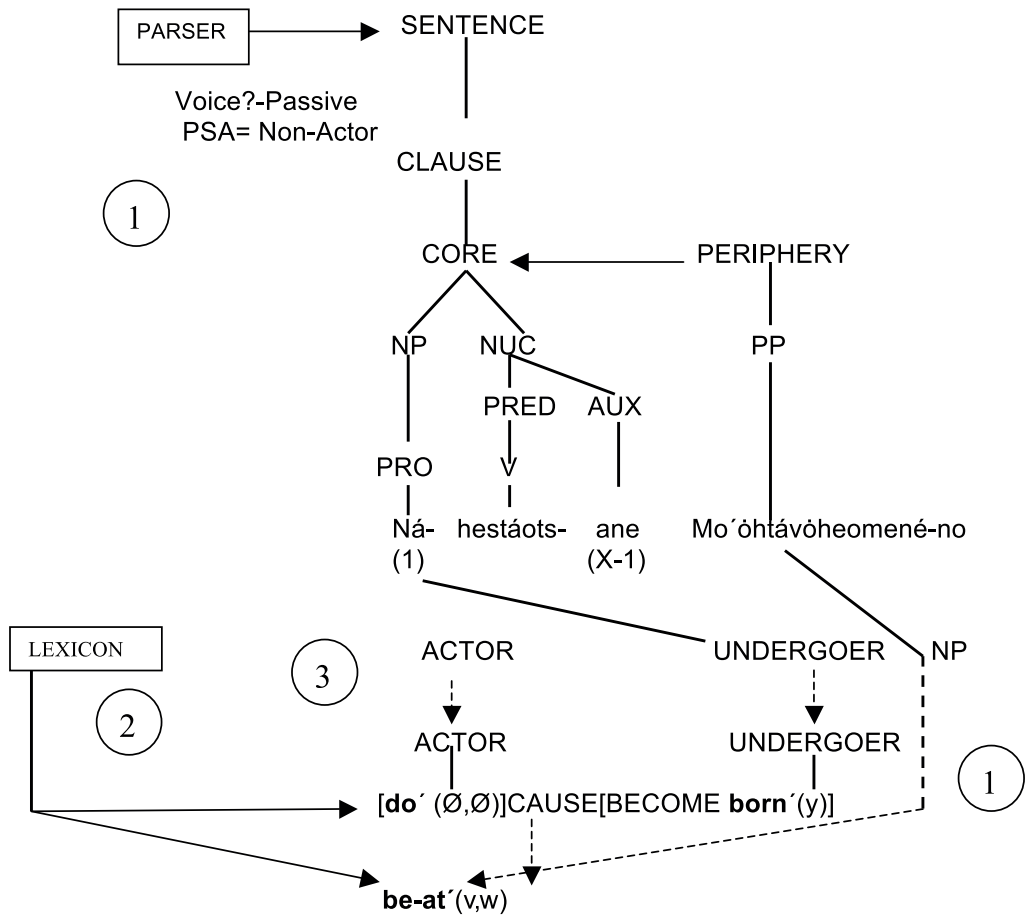 PARSER SENTENCE
Voice?-Passive
PSA= Non-Actor
CLAUSE
1
CORE PERIPHERY
NP NUC PP
PRED AUX
PRO V
Ná- hestáots- ane Mo´ȯhtávȯheomené-no
(1) (X-1)
LEXICON 3 ACTOR UNDERGOER NP
2
ACTOR UNDERGOER
1
[do´ (Ø,Ø)]CAUSE[BECOME born´(y)]
be-at´(v,w)